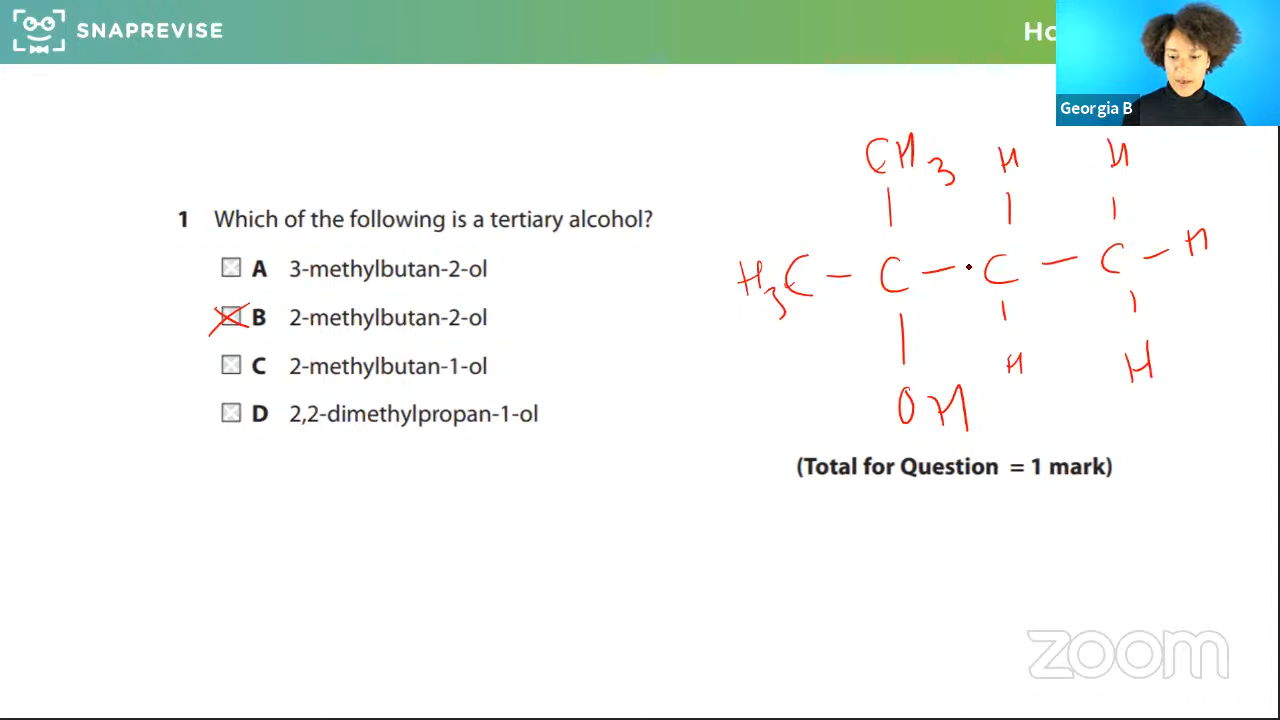 SNAPREVISE
Ho
Georgia B
1 Which of the following is a tertiary alcohol?
A 3-methylbutan-2-ol
B 2-methylbutan-2-ol
C 2-methylbutan-1-ol
D 2,2-dimethylpropan-1-ol
CH3 H H
H3C — C — C — C — H
OH H H
(Total for Question = 1 mark)
zoom